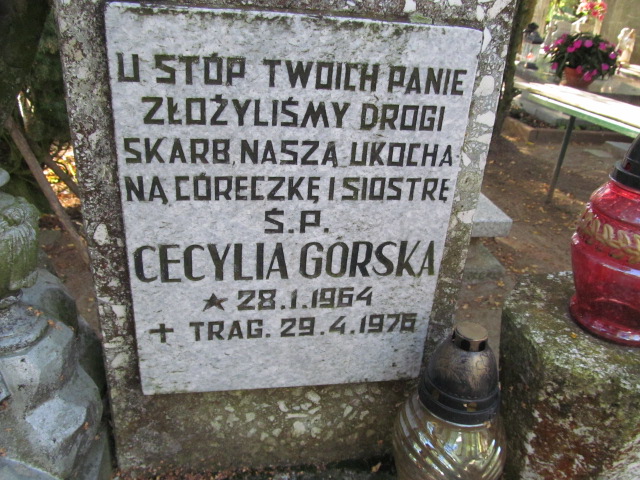 U STÓP TWOICH PANIE
ZŁOŻYLIŚMY DROGI
SKARB, NASZĄ UKOCHA-
NĄ CÓRECZKĘ I SIOSTRĘ
Ś.P.
CECYLIA GÓRSKA
* 28.1.1964
+ TRAG. 29.4.1976